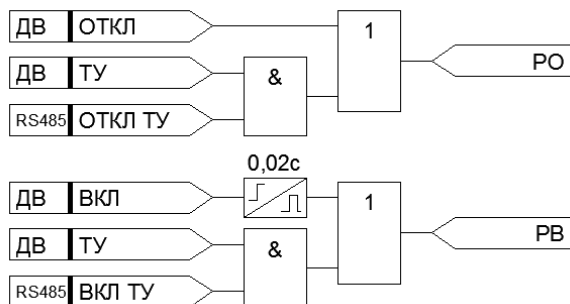 ДВ ОТКЛ
1
РО
ДВ ТУ
&
RS485 ОТКЛ ТУ
0,02с
ДВ ВКЛ
1
РВ
ДВ ТУ
&
RS485 ВКЛ ТУ